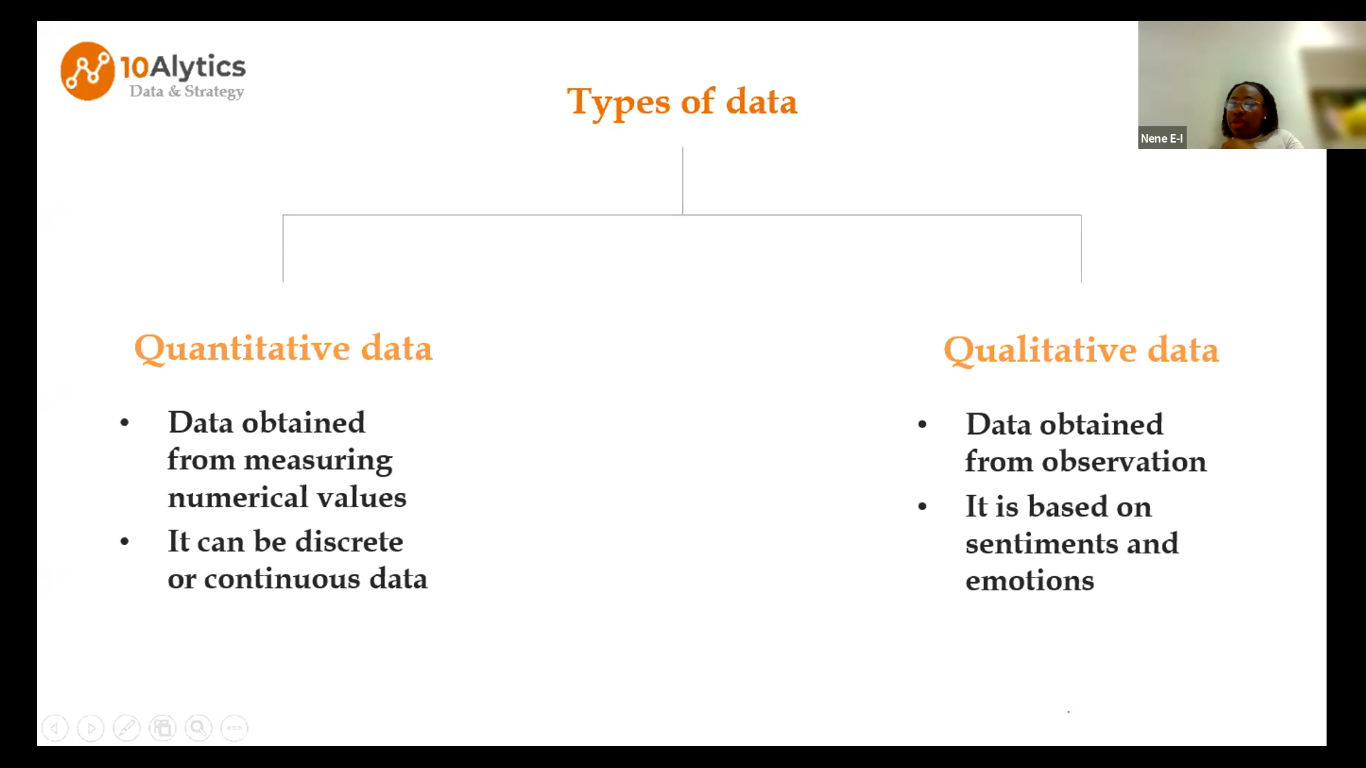 10Alytics
Data & Strategy
Types of data
Nene E-I
Quantitative data
• Data obtained
from measuring
numerical values
• It can be discrete
or continuous data
Qualitative data
• Data obtained
from observation
• It is based on
sentiments and
emotions